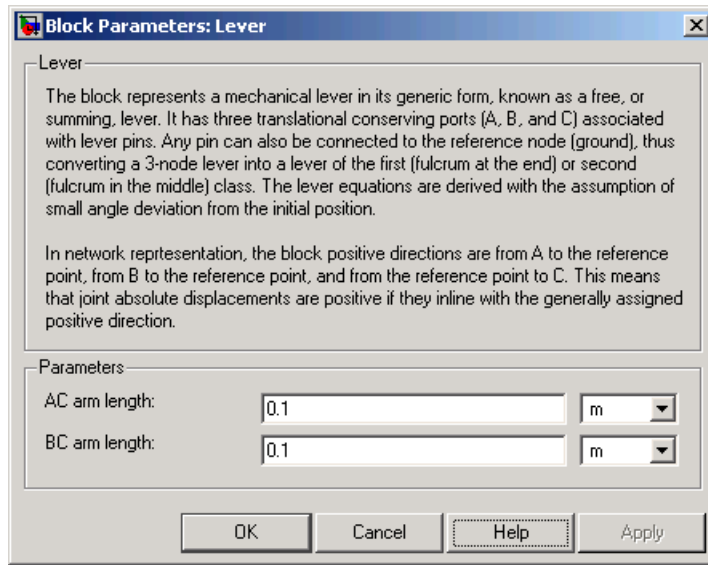 Block Parameters: Lever
Lever
The block represents a mechanical lever in its generic form, known as a free, or
summing, lever. It has three translational conserving ports (A, B, and C) associated
with lever pins. Any pin can also be connected to the reference node (ground), thus
converting a 3-node lever into a lever of the first (fulcrum at the end) or second
(fulcrum in the middle) class. The lever equations are derived with the assumption of
small angle deviation from the initial position.
In network reprtesentation, the block positive directions are from A to the reference
point, from B to the reference point, and from the reference point to C. This means
that joint absolute displacements are positive if they inline with the generally assigned
positive direction.
Parameters
AC arm length: 0.1 m
BC arm length: 0.1 m
OK Cancel Help Apply